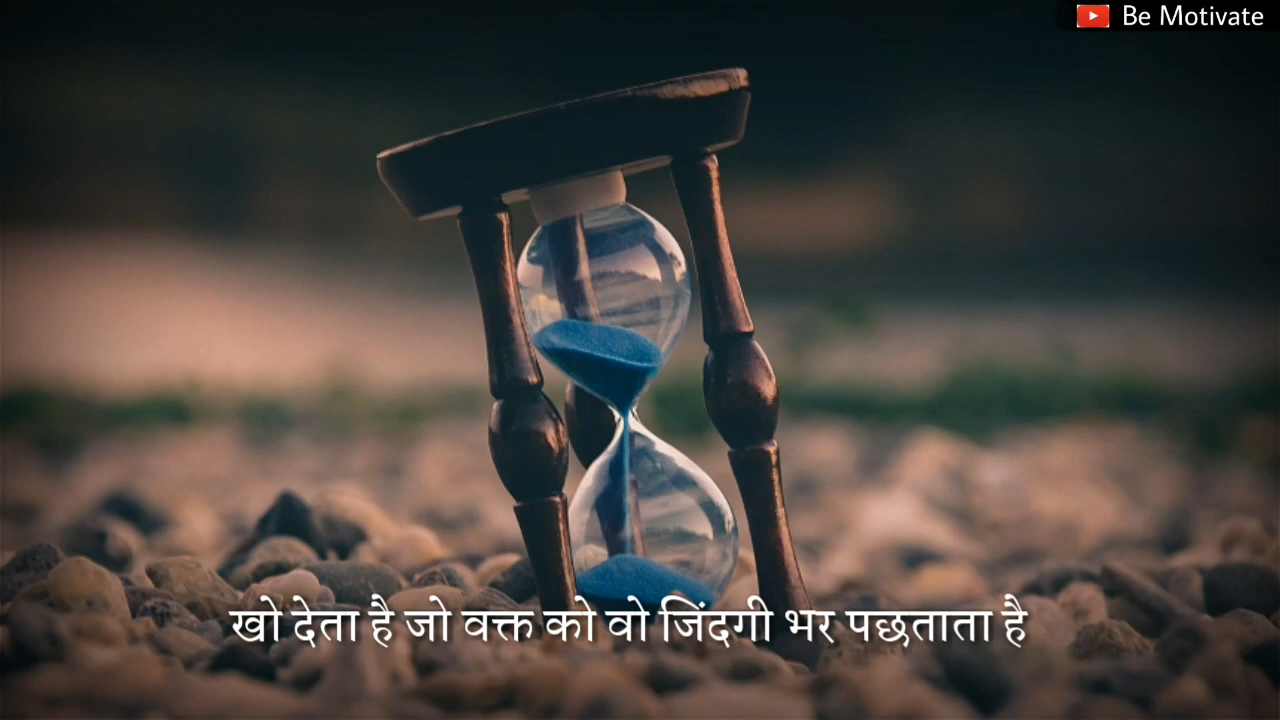 Be Motivate
खो देता है जो वक्त को वो जिंदगी भर पछताता है